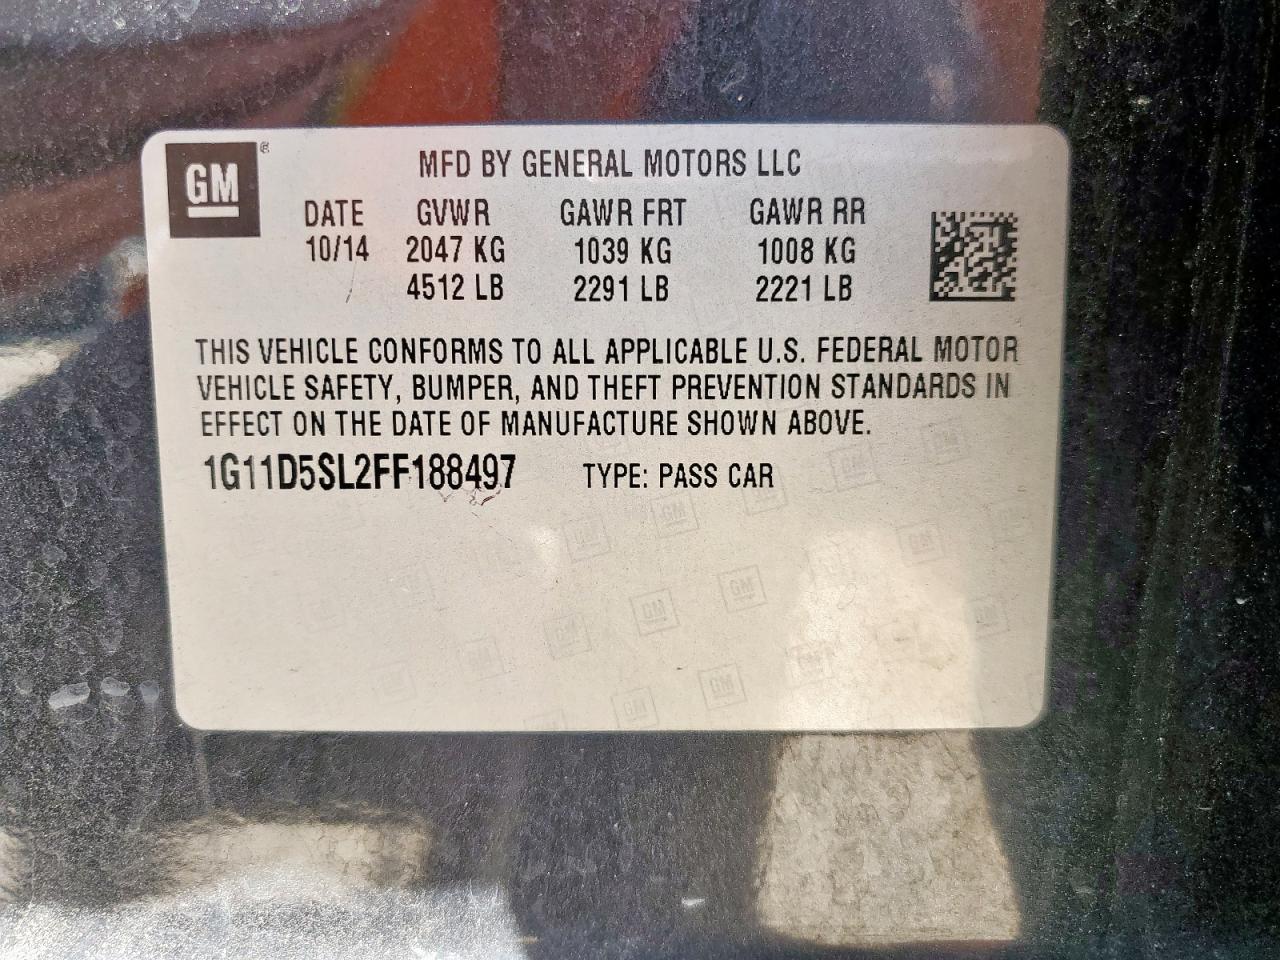 GM®
MFD BY GENERAL MOTORS LLC
DATE GVWR GAWR FRT GAWR RR
10/14 2047 KG 1039 KG 1008 KG
4512 LB 2291 LB 2221 LB
THIS VEHICLE CONFORMS TO ALL APPLICABLE U.S. FEDERAL MOTOR
VEHICLE SAFETY, BUMPER, AND THEFT PREVENTION STANDARDS IN
EFFECT ON THE DATE OF MANUFACTURE SHOWN ABOVE.
1G11D5SL2FF188497 TYPE: PASS CAR